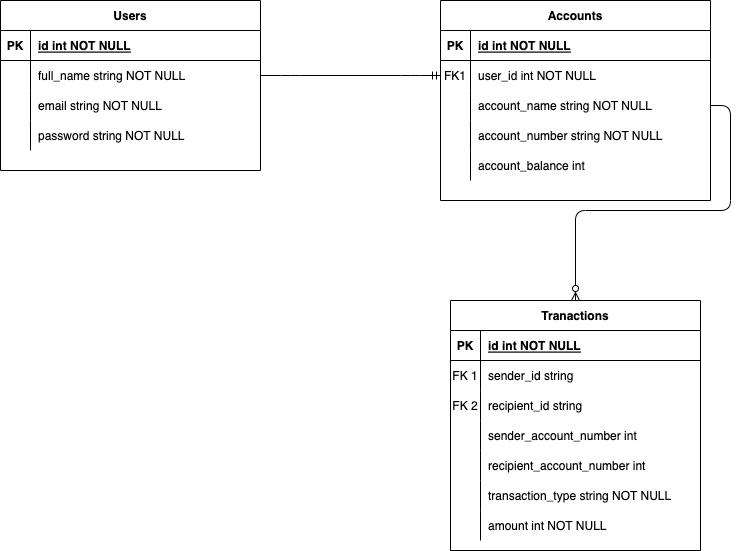 Users
PK id int NOT NULL
full_name string NOT NULL
email string NOT NULL
password string NOT NULL
Accounts
PK id int NOT NULL
FK1 user_id int NOT NULL
account_name string NOT NULL
account_number string NOT NULL
account_balance int
Tranactions
PK id int NOT NULL
FK 1 sender_id string
FK 2 recipient_id string
sender_account_number int
recipient_account_number int
transaction_type string NOT NULL
amount int NOT NULL